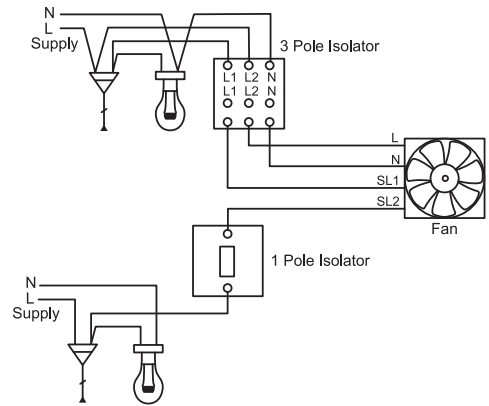 N
L
Supply
3 Pole Isolator
L1 L2 N
L1 L2 N
L
N
SL1
SL2
Fan
1 Pole Isolator
N
L
Supply